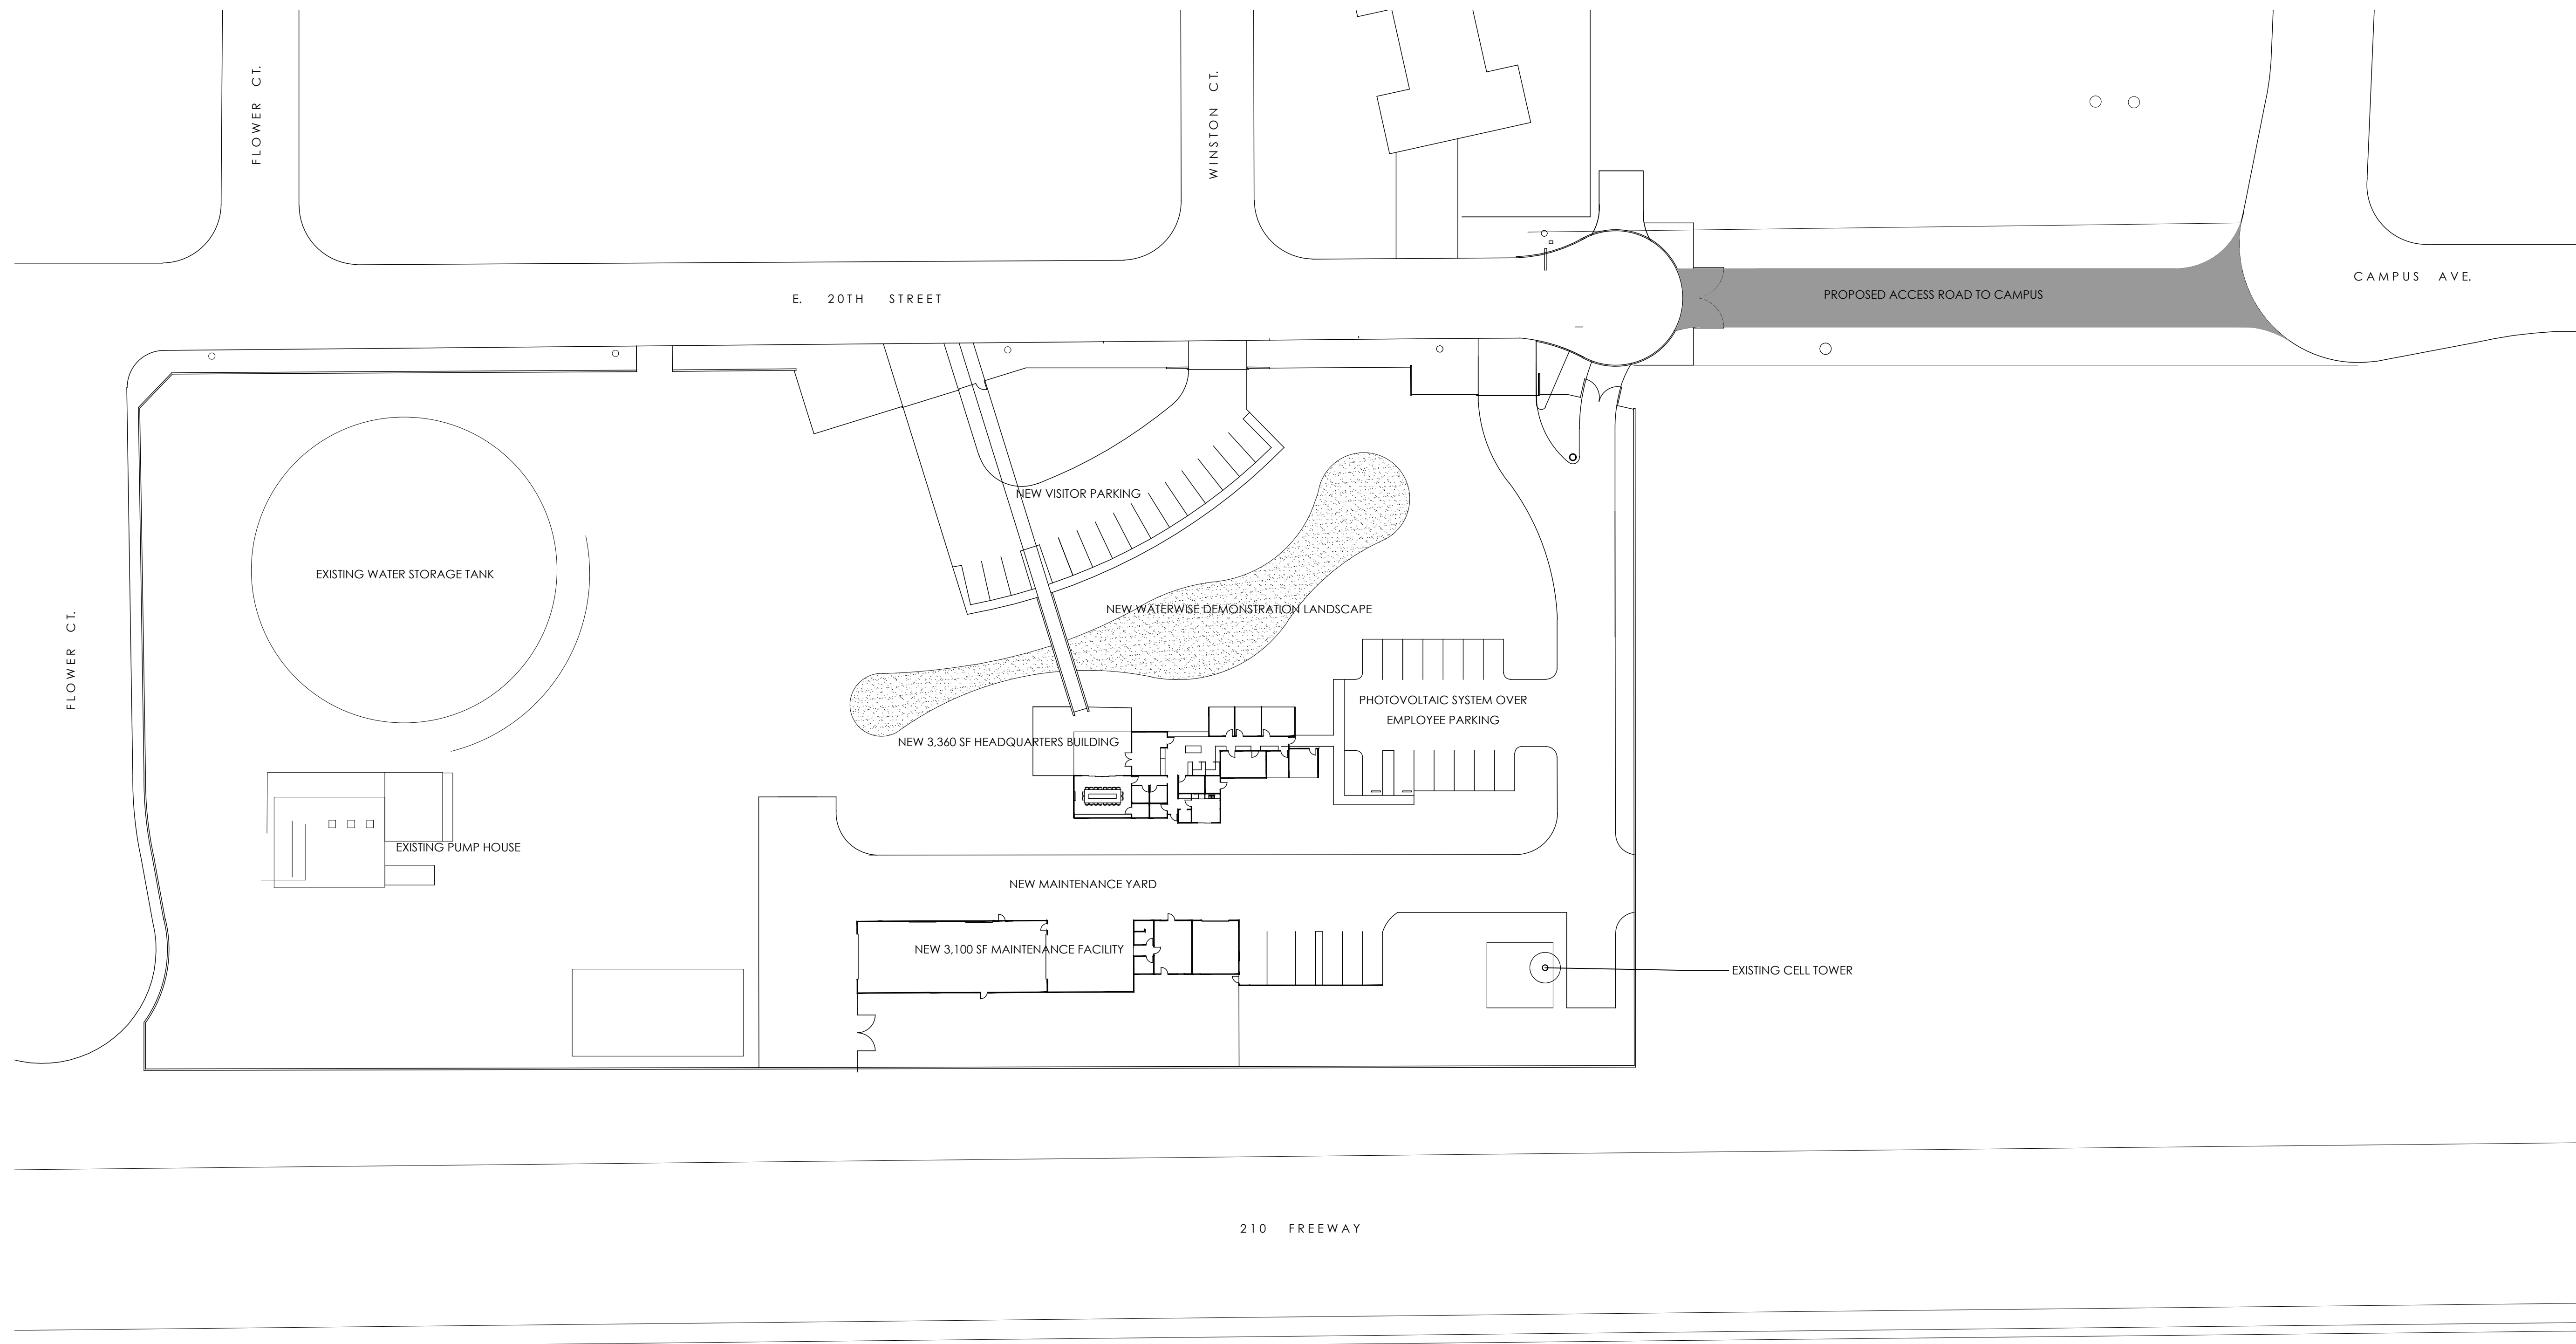 FLOWER CT.
WINSTON CT.
CAMPUS AVE.
PROPOSED ACCESS ROAD TO CAMPUS
E. 20TH STREET
NEW VISITOR PARKING
EXISTING WATER STORAGE TANK
NEW WATERWISE DEMONSTRATION LANDSCAPE
FLOWER CT.
PHOTOVOLTAIC SYSTEM OVER
EMPLOYEE PARKING
NEW 3,360 SF HEADQUARTERS BUILDING
EXISTING PUMP HOUSE
NEW MAINTENANCE YARD
NEW 3,100 SF MAINTENANCE FACILITY
EXISTING CELL TOWER
210 FREEWAY